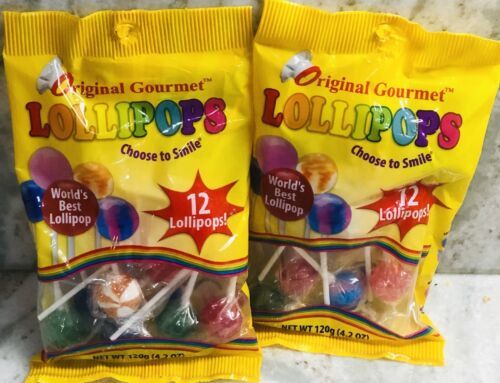 Original Gourmet™
LOLLIPOPS
Choose to Smile
World's
Best
Lollipop
12
Lollipops!
NET WT 120g (4.2 OZ)
Original Gourmet™
LOLLIPOPS
Choose to Smile
World's
Best
Lollipop
12
Lollipops!
NET WT 120g (4.2 OZ)